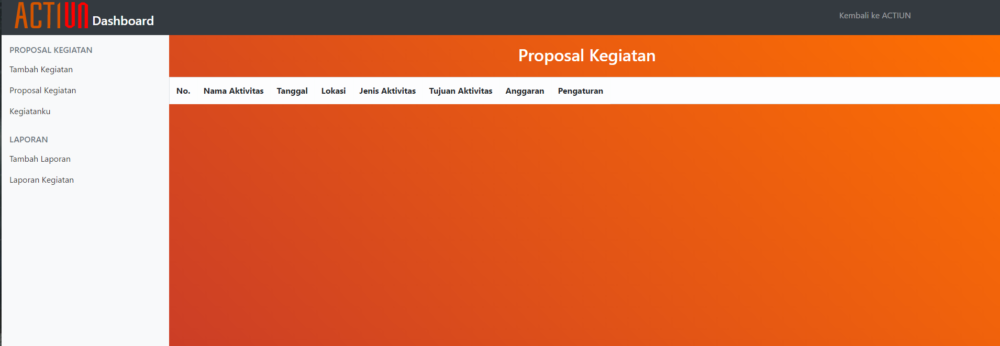 ACTIUN Dashboard
Kembali ke ACTIUN
PROPOSAL KEGIATAN
Tambah Kegiatan
Proposal Kegiatan
Kegiatanku
LAPORAN
Tambah Laporan
Laporan Kegiatan
Proposal Kegiatan
No. Nama Aktivitas Tanggal Lokasi Jenis Aktivitas Tujuan Aktivitas Anggaran Pengaturan